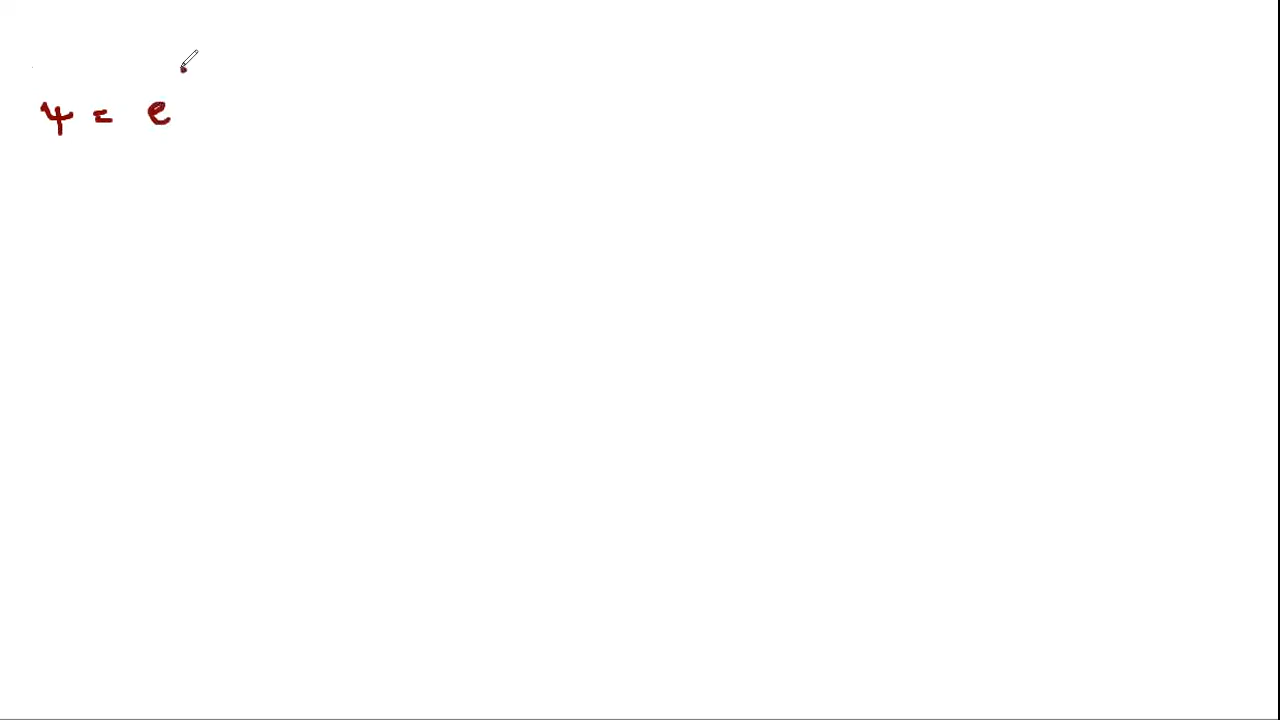 ψ = e